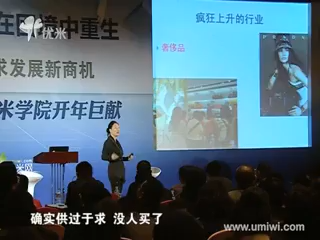 优米
在困境中重生
求发展新商机
米学院开年巨献
疯狂上升的行业
奢侈品
确实供过于求 没人买了
www.umiwi.com